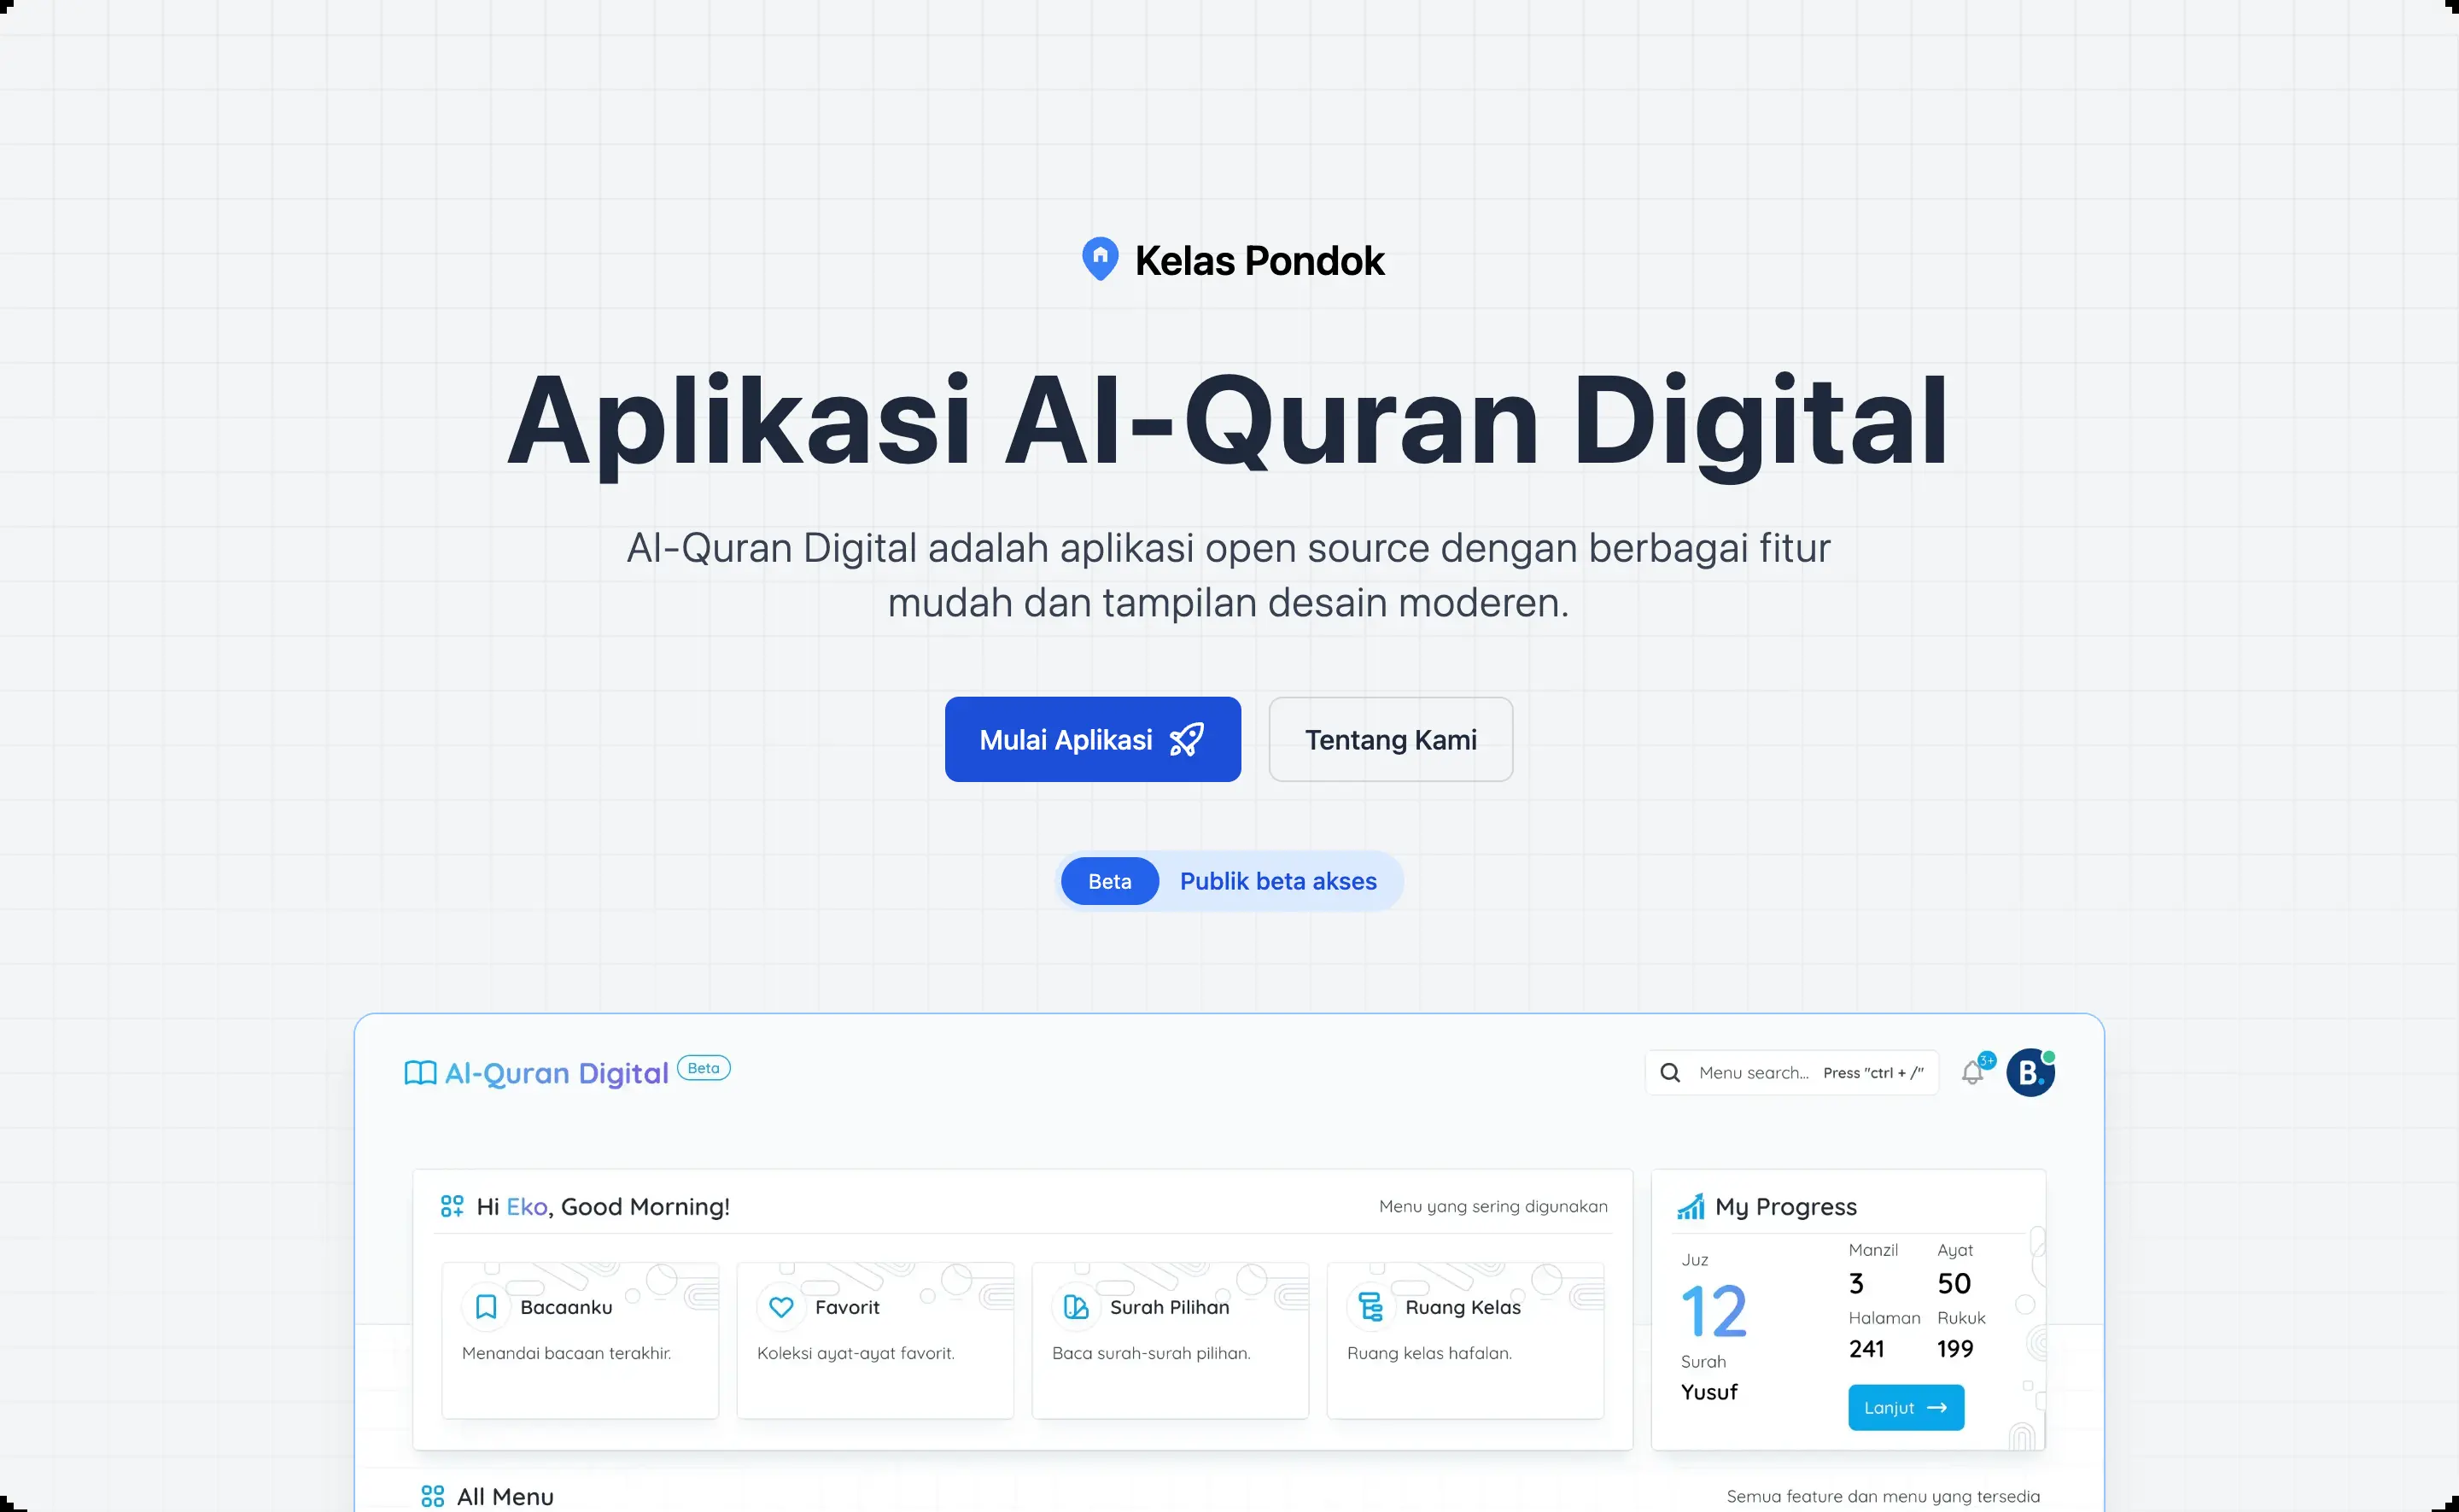 Kelas Pondok
Aplikasi Al-Quran Digital
Al-Quran Digital adalah aplikasi open source dengan berbagai fitur
mudah dan tampilan desain moderen.
Mulai Aplikasi
Tentang Kami
Beta
Publik beta akses
Al-Quran Digital
Beta
Menu search...
Press "ctrl + /"
3+
B.
Hi Eko, Good Morning!
Menu yang sering digunakan
Bacaanku
Menandai bacaan terakhir.
Favorit
Koleksi ayat-ayat favorit.
Surah Pilihan
Baca surah-surah pilihan.
Ruang Kelas
Ruang kelas hafalan.
My Progress
Juz
12
Surah
Yusuf
Manzil
3
Ayat
50
Halaman
241
Rukuk
199
Lanjut
All Menu
Semua feature dan menu yang tersedia